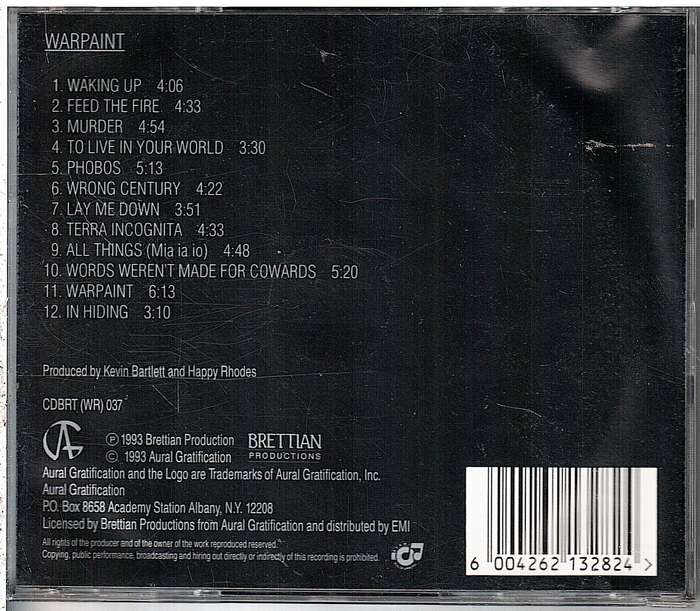 WARPAINT
1. WAKING UP 4:06
2. FEED THE FIRE 4:33
3. MURDER 4:54
4. TO LIVE IN YOUR WORLD 3:30
5. PHOBOS 5:13
6. WRONG CENTURY 4:22
7. LAY ME DOWN 3:51
8. TERRA INCOGNITA 4:33
9. ALL THINGS (Mia ia io) 4:48
10. WORDS WEREN'T MADE FOR COWARDS 5:20
11. WARPAINT 6:13
12. IN HIDING 3:10
Produced by Kevin Bartlett and Happy Rhodes
CDBRT (WR) 037
℗ 1993 Brettian Production
© 1993 Aural Gratification
BRETTIAN
PRODUCTIONS
Aural Gratification and the Logo are Trademarks of Aural Gratification, Inc.
Aural Gratification
P.O. Box 8658 Academy Station Albany, N.Y. 12208
Licensed by Brettian Productions from Aural Gratification and distributed by EMI
All rights of the producer and of the owner of the work reproduced reserved.
Copying, public performance, broadcasting and hiring out directly or indirectly of this recording is prohibited.
6 004262 132824 >